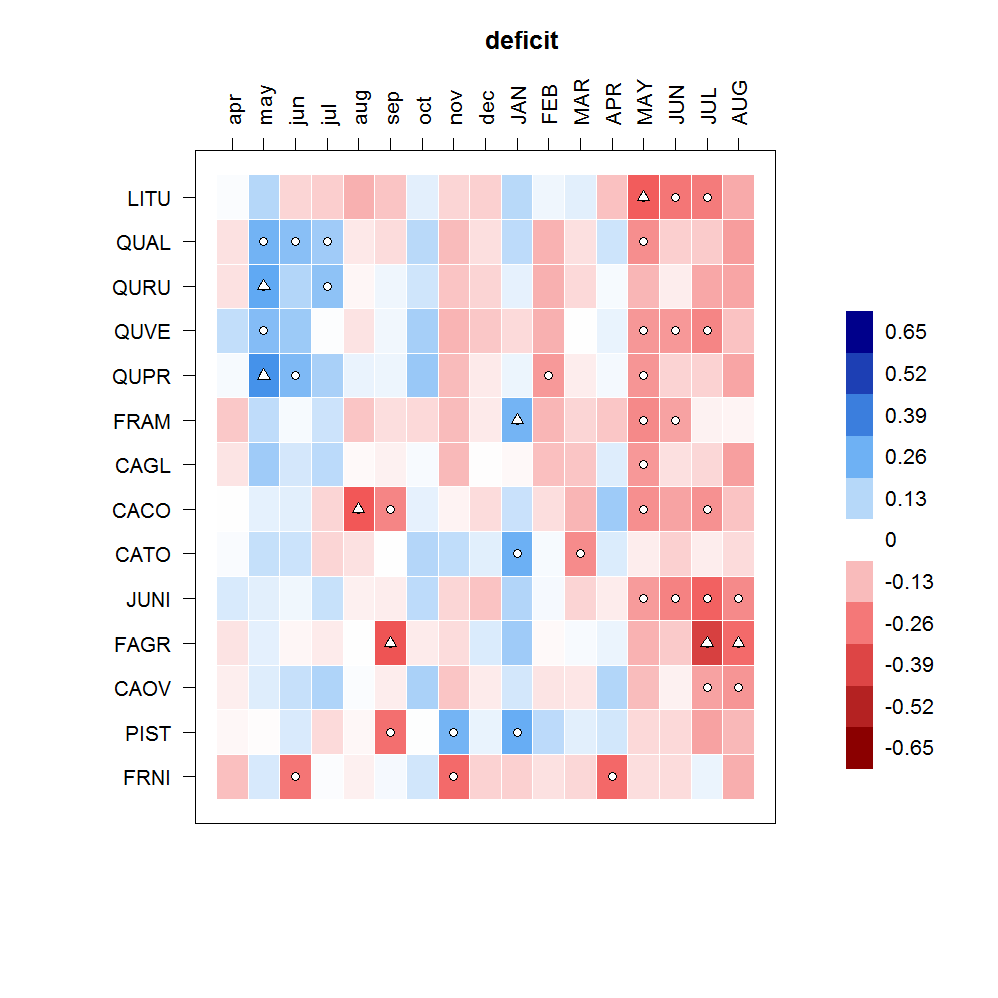 deficit
apr may jun jul aug sep oct nov dec JAN FEB MAR APR MAY JUN JUL AUG
LITU
QUAL
QURU
QUVE
QUPR
FRAM
CAGL
CACO
CATO
JUNI
FAGR
CAOV
PIST
FRNI
0.65
0.52
0.39
0.26
0.13
0
-0.13
-0.26
-0.39
-0.52
-0.65